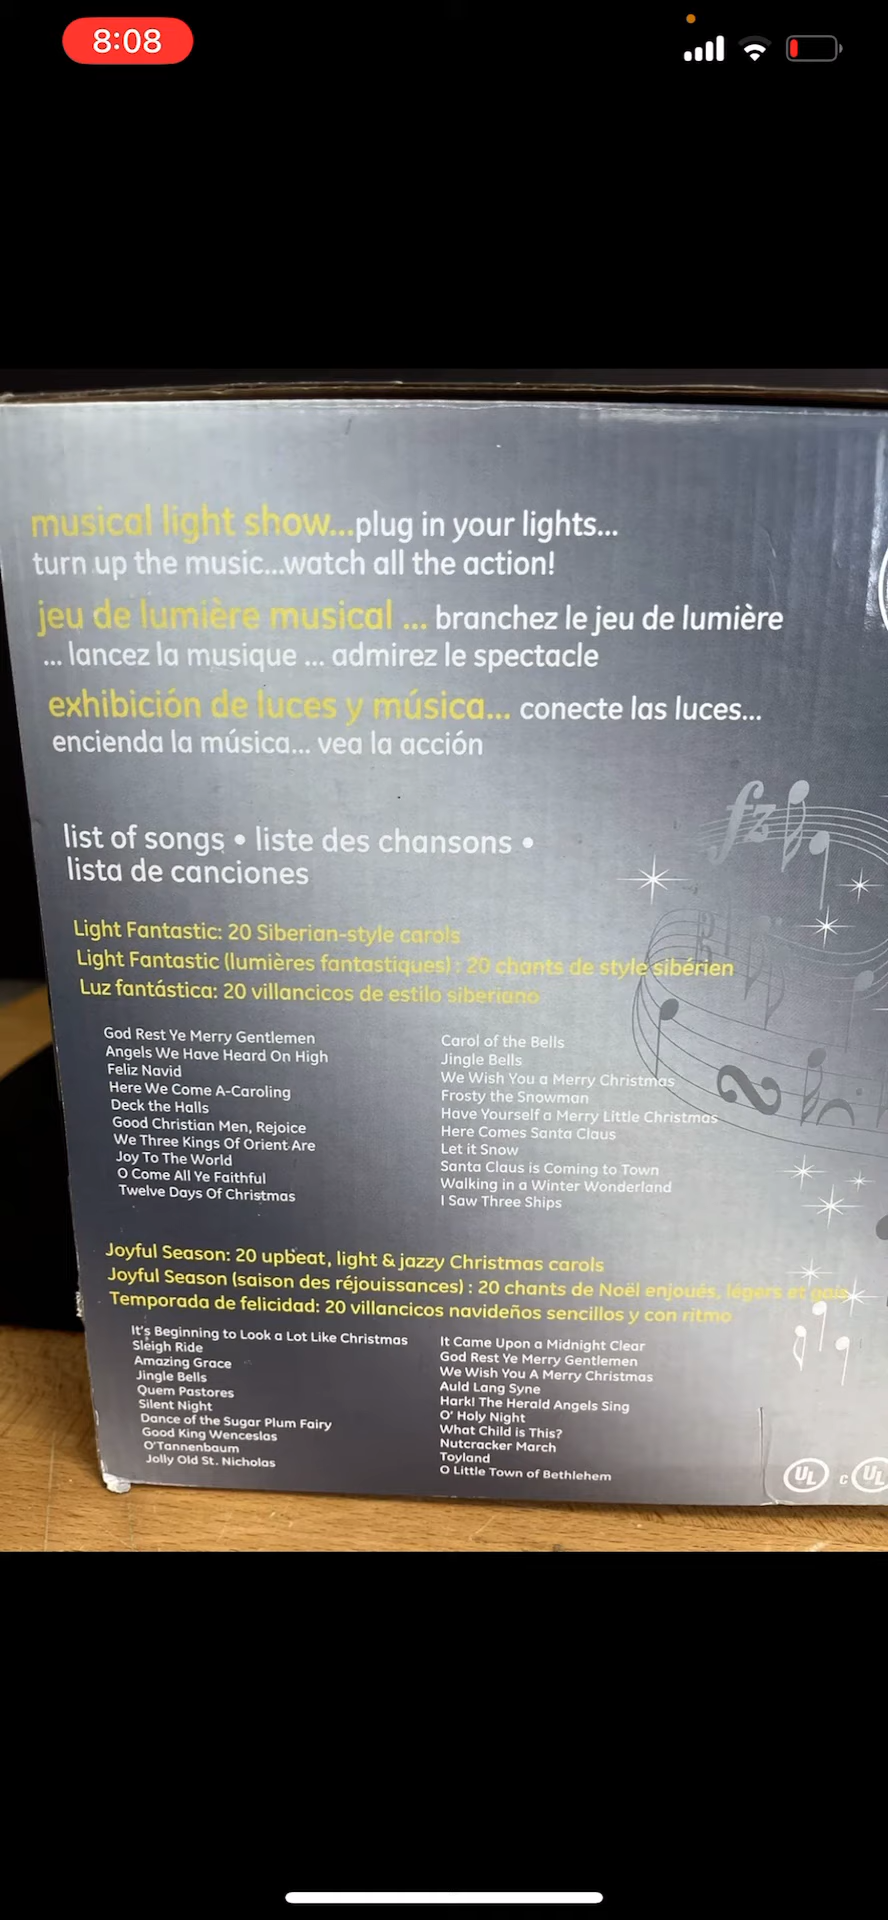 8:08
musical light show...plug in your lights...
turn up the music...watch all the action!
jeu de lumière musical ... branchez le jeu de lumière
... lancez la musique ... admirez le spectacle
exhibición de luces y música... conecte las luces...
encienda la música... vea la acción
list of songs • liste des chansons •
lista de canciones
Light Fantastic: 20 Siberian-style carols
Light Fantastic (lumières fantastiques) : 20 chants de style sibérien
Luz fantástica: 20 villancicos de estilo siberiano
God Rest Ye Merry Gentlemen
Angels We Have Heard On High
Feliz Navid
Here We Come A-Caroling
Deck the Halls
Good Christian Men, Rejoice
We Three Kings Of Orient Are
Joy To The World
O Come All Ye Faithful
Twelve Days Of Christmas
Carol of the Bells
Jingle Bells
We Wish You a Merry Christmas
Frosty the Snowman
Have Yourself a Merry Little Christmas
Here Comes Santa Claus
Let it Snow
Santa Claus is Coming to Town
Walking in a Winter Wonderland
I Saw Three Ships
Joyful Season: 20 upbeat, light & jazzy Christmas carols
Joyful Season (saison des réjouissances) : 20 chants de Noël enjoués, légers et gais
Temporada de felicidad: 20 villancicos navideños sencillos y con ritmo
It's Beginning to Look a Lot Like Christmas
Sleigh Ride
Amazing Grace
Jingle Bells
Quem Pastores
Silent Night
Dance of the Sugar Plum Fairy
Good King Wenceslas
O'Tannenbaum
Jolly Old St. Nicholas
It Came Upon a Midnight Clear
God Rest Ye Merry Gentlemen
We Wish You A Merry Christmas
Auld Lang Syne
Hark! The Herald Angels Sing
O' Holy Night
What Child is This?
Nutcracker March
Toyland
O Little Town of Bethlehem
UL c UL
fz